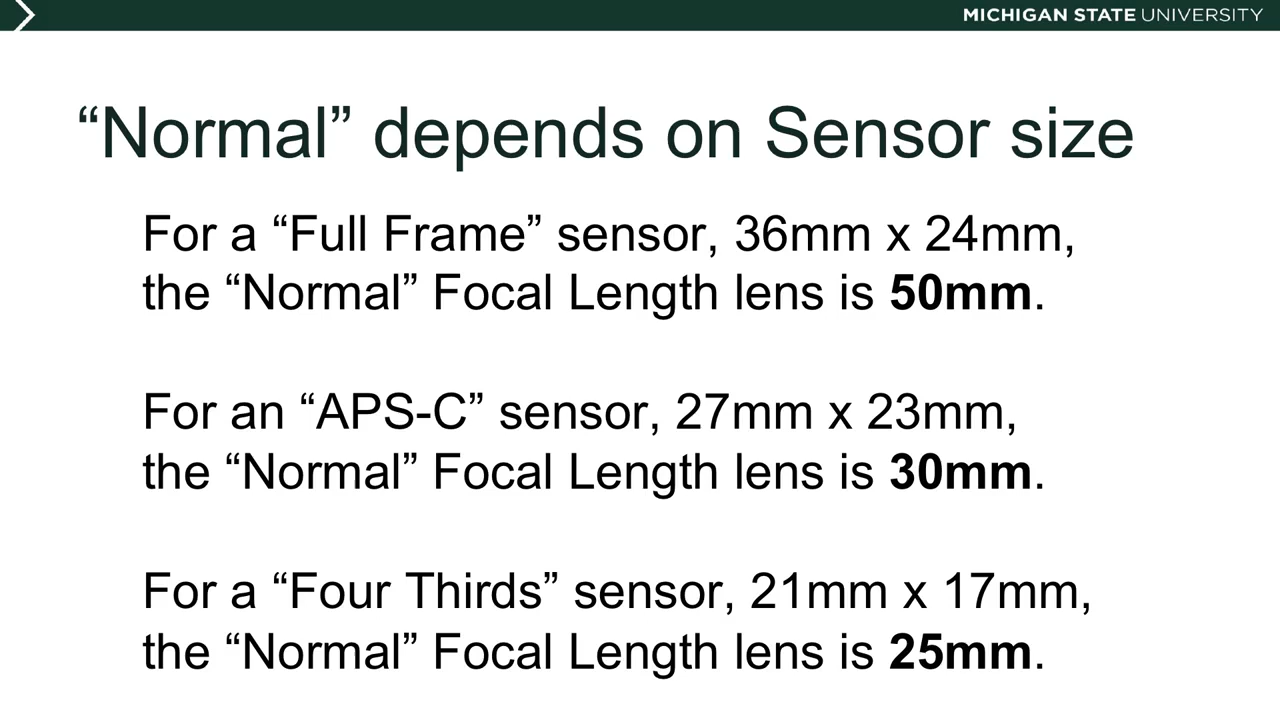 MICHIGAN STATE UNIVERSITY
“Normal” depends on Sensor size
For a “Full Frame” sensor, 36mm x 24mm,
the “Normal” Focal Length lens is 50mm.
For an “APS-C” sensor, 27mm x 23mm,
the “Normal” Focal Length lens is 30mm.
For a “Four Thirds” sensor, 21mm x 17mm,
the “Normal” Focal Length lens is 25mm.